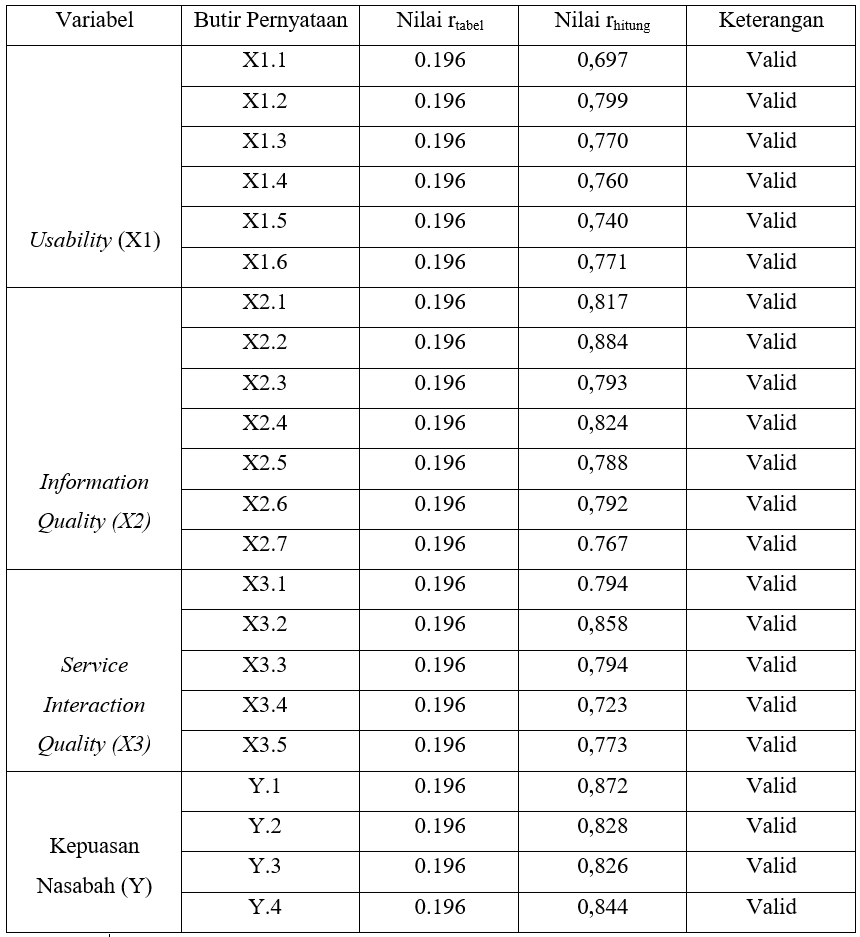 Variabel Butir Pernyataan Nilai rtabel Nilai rhitung Keterangan
X1.1 0.196 0,697 Valid
X1.2 0.196 0,799 Valid
X1.3 0.196 0,770 Valid
X1.4 0.196 0,760 Valid
Usability (X1) X1.5 0.196 0,740 Valid
X1.6 0.196 0,771 Valid
X2.1 0.196 0,817 Valid
X2.2 0.196 0,884 Valid
X2.3 0.196 0,793 Valid
X2.4 0.196 0,824 Valid
X2.5 0.196 0,788 Valid
Information
X2.6 0.196 0,792 Valid
Quality (X2)
X2.7 0.196 0.767 Valid
X3.1 0.196 0.794 Valid
X3.2 0.196 0,858 Valid
Service X3.3 0.196 0,794 Valid
Interaction X3.4 0.196 0,723 Valid
Quality (X3) X3.5 0.196 0,773 Valid
Y.1 0.196 0,872 Valid
Y.2 0.196 0,828 Valid
Kepuasan
Y.3 0.196 0,826 Valid
Nasabah (Y)
Y.4 0.196 0,844 Valid